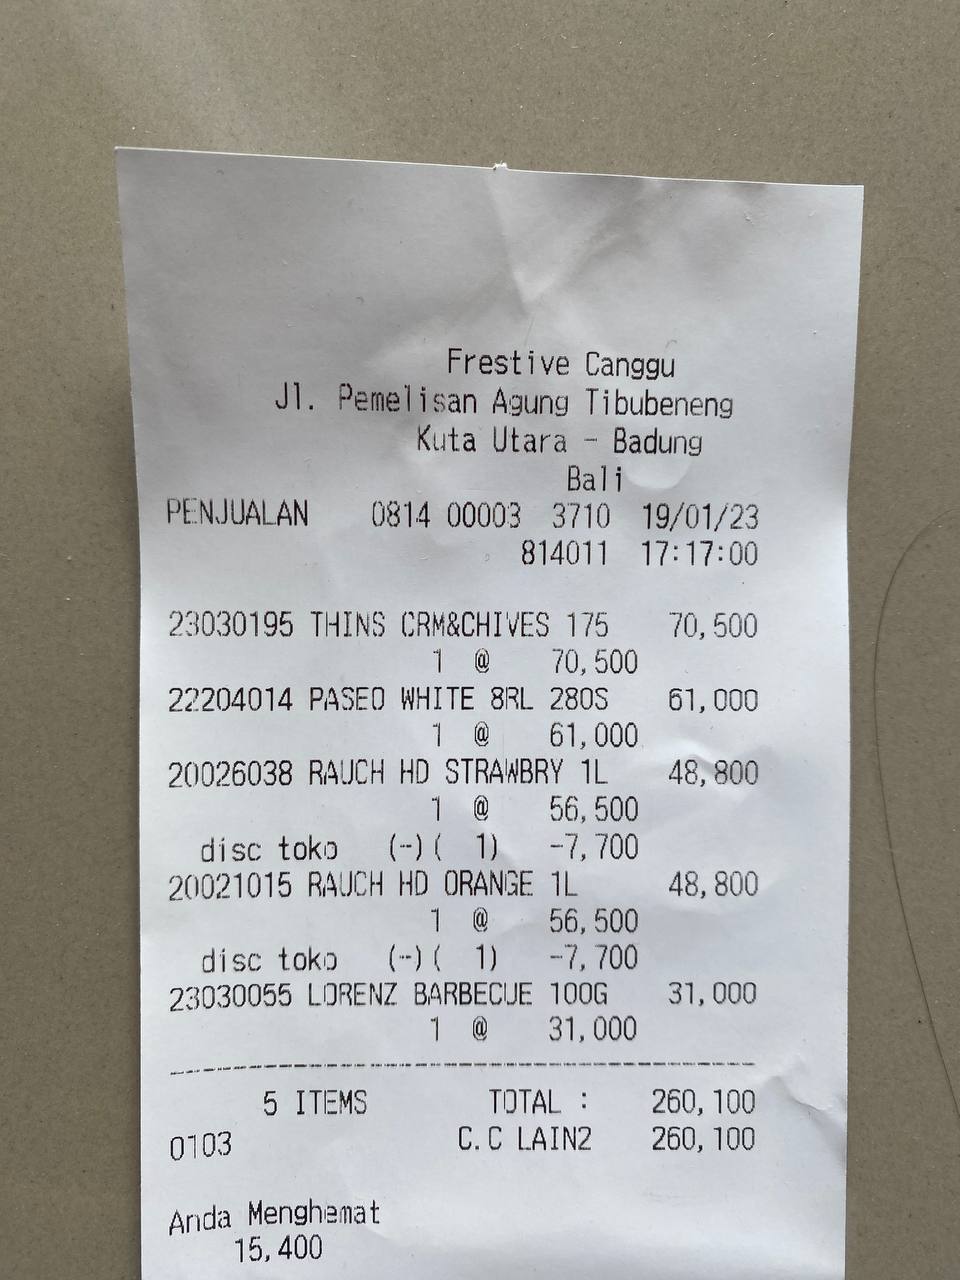 Frestive Canggu
Jl. Pemelisan Agung Tibubeneng
Kuta Utara - Badung
Bali
PENJUALAN 0814 00003 3710 19/01/23
814011 17:17:00
23030195 THINS CRM&CHIVES 175 70,500
1 @ 70,500
22204014 PASEO WHITE 8RL 280S 61,000
1 @ 61,000
20026038 RAUCH HD STRAWBRY 1L 48,800
1 @ 56,500
disc toko (-)( 1) -7,700
20021015 RAUCH HD ORANGE 1L 48,800
1 @ 56,500
disc toko (-)( 1) -7,700
23030055 LORENZ BARBECUE 100G 31,000
1 @ 31,000
5 ITEMS TOTAL : 260,100
0103 C.C LAIN2 260,100
Anda Menghemat
15,400